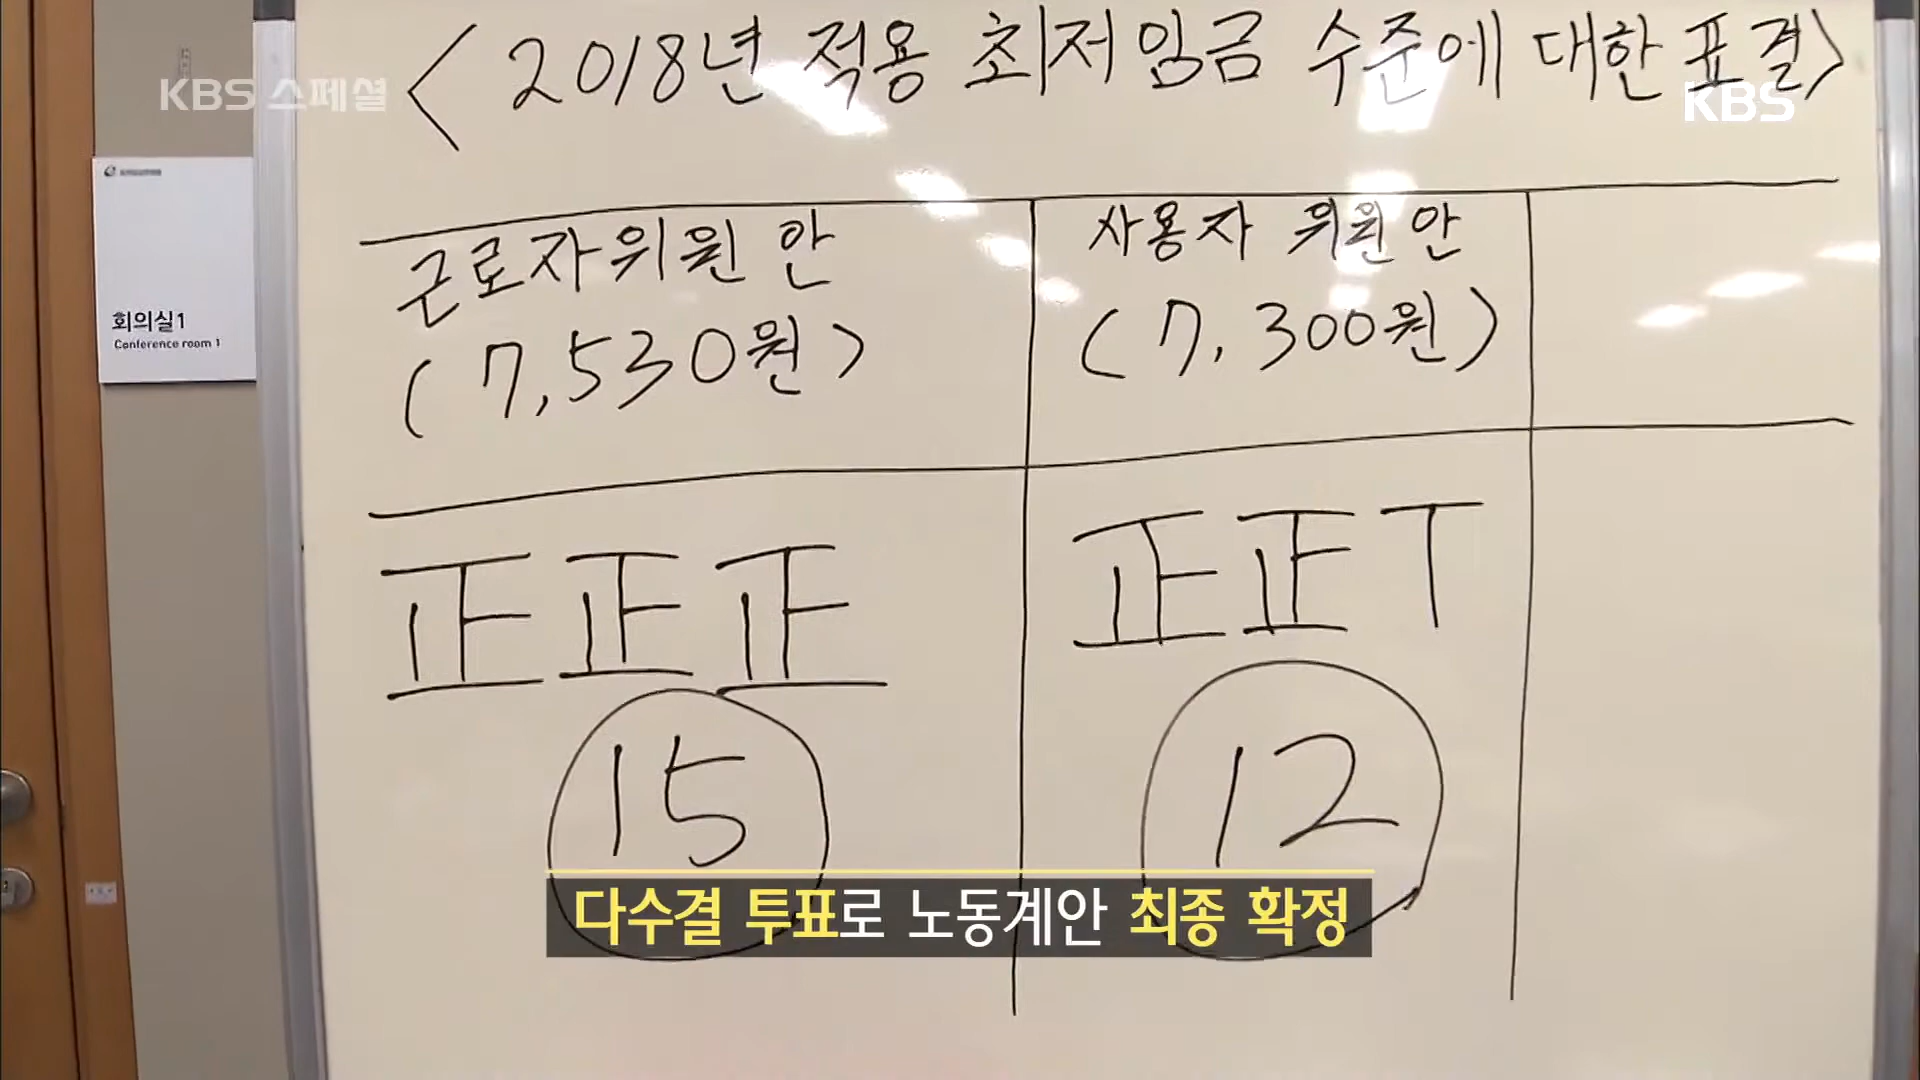 <2018년 적용 최저임금 수준에 대한 표결>
KBS 스페셜
KBS
근로자위원 안
(7,530원)
사용자 위원 안
(7,300원)
회의실1
Conference room 1
正正正
正正T
15
12
다수결 투표로 노동계안 최종 확정